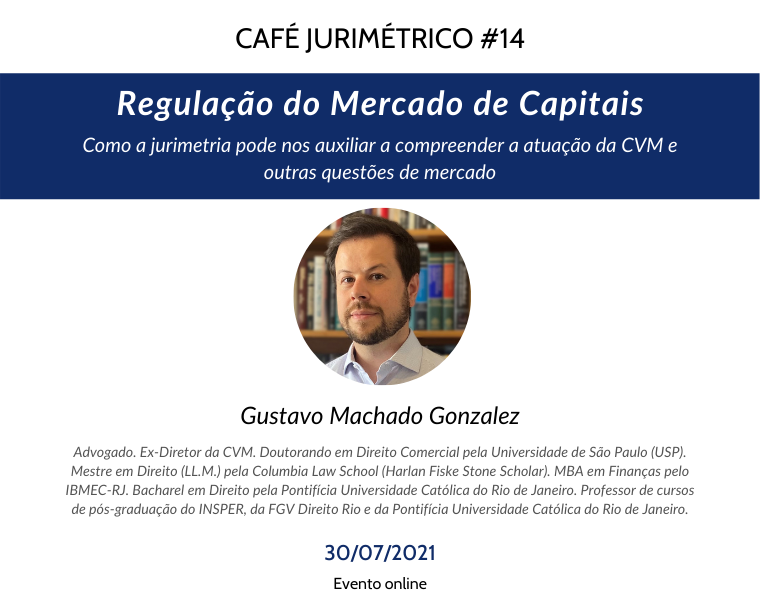 CAFÉ JURIMÉTRICO #14
Regulação do Mercado de Capitais
Como a jurimetria pode nos auxiliar a compreender a atuação da CVM e
outras questões de mercado
Gustavo Machado Gonzalez
Advogado. Ex-Diretor da CVM. Doutorando em Direito Comercial pela Universidade de São Paulo (USP).
Mestre em Direito (LL.M.) pela Columbia Law School (Harlan Fiske Stone Scholar). MBA em Finanças pelo
IBMEC-RJ. Bacharel em Direito pela Pontifícia Universidade Católica do Rio de Janeiro. Professor de cursos
de pós-graduação do INSPER, da FGV Direito Rio e da Pontifícia Universidade Católica do Rio de Janeiro.
30/07/2021
Evento online